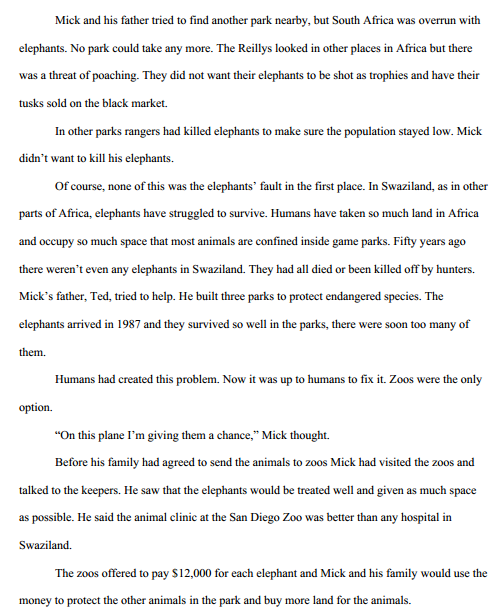 Mick and his father tried to find another park nearby, but South Africa was overrun with
elephants. No park could take any more. The Reillys looked in other places in Africa but there
was a threat of poaching. They did not want their elephants to be shot as trophies and have their
tusks sold on the black market.
In other parks rangers had killed elephants to make sure the population stayed low. Mick
didn’t want to kill his elephants.
Of course, none of this was the elephants’ fault in the first place. In Swaziland, as in other
parts of Africa, elephants have struggled to survive. Humans have taken so much land in Africa
and occupy so much space that most animals are confined inside game parks. Fifty years ago
there weren’t even any elephants in Swaziland. They had all died or been killed off by hunters.
Mick’s father, Ted, tried to help. He built three parks to protect endangered species. The
elephants arrived in 1987 and they survived so well in the parks, there were soon too many of
them.
Humans had created this problem. Now it was up to humans to fix it. Zoos were the only
option.
“On this plane I’m giving them a chance,” Mick thought.
Before his family had agreed to send the animals to zoos Mick had visited the zoos and
talked to the keepers. He saw that the elephants would be treated well and given as much space
as possible. He said the animal clinic at the San Diego Zoo was better than any hospital in
Swaziland.
The zoos offered to pay $12,000 for each elephant and Mick and his family would use the
money to protect the other animals in the park and buy more land for the animals.